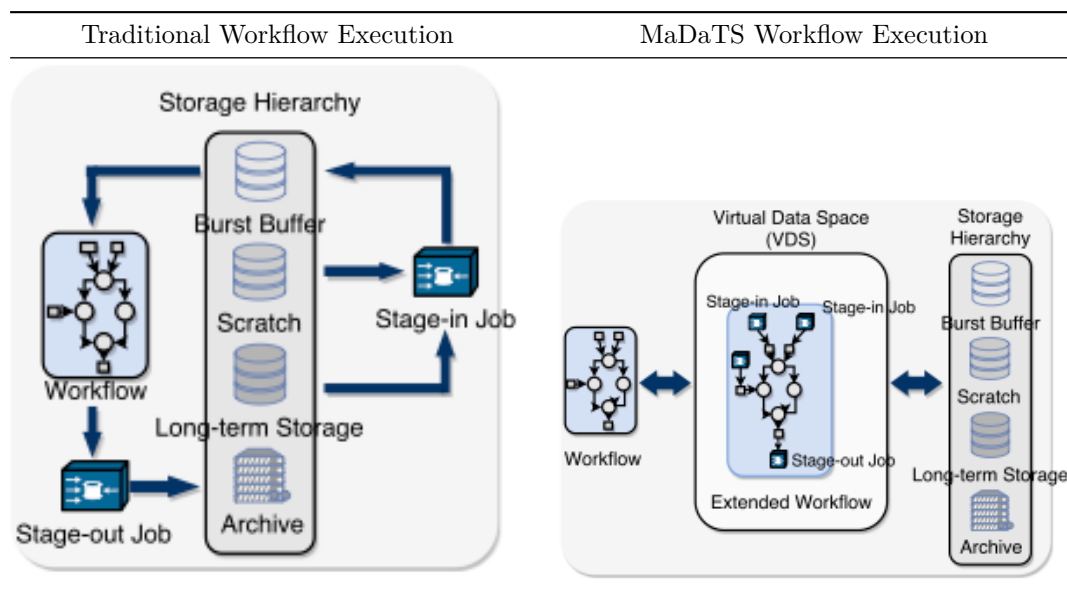 Traditional Workflow Execution
MaDaTS Workflow Execution
Storage Hierarchy
Burst Buffer
Scratch
Stage-in Job
Workflow
Long-term Storage
Stage-out Job
Archive
Virtual Data Space
(VDS)
Storage
Hierarchy
Stage-in Job
Stage-in Job
Burst Buffer
Scratch
Workflow
Stage-out Job
Long-term Storage
Extended Workflow
Archive